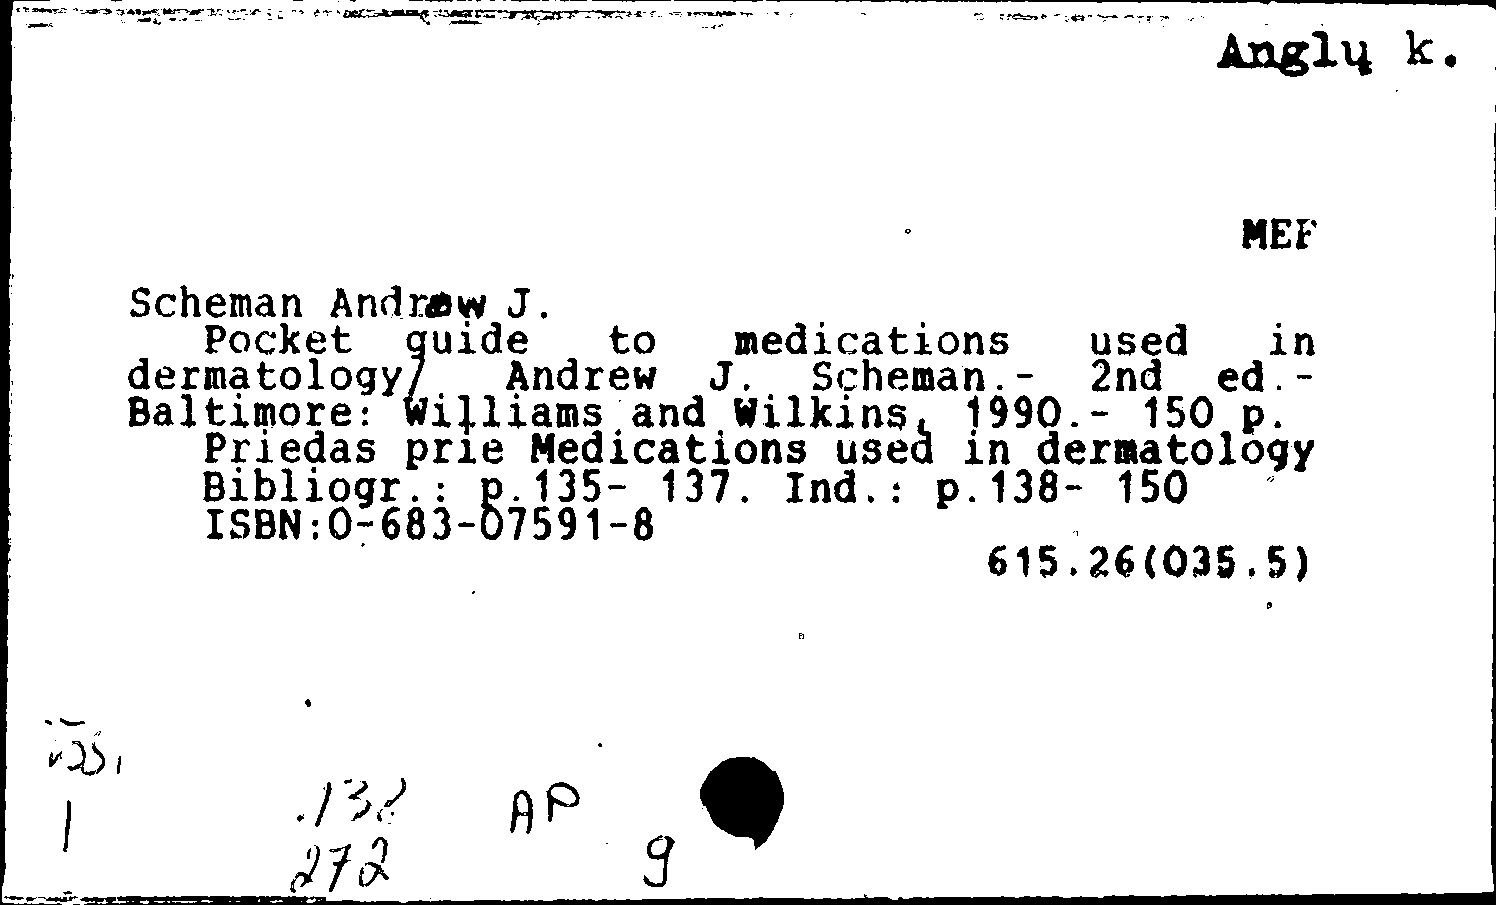 Anglų k.
MEF
Scheman Andrew J.
Pocket guide to medications used in
dermatology/ Andrew J. Scheman.- 2nd ed.-
Baltimore: Williams and Wilkins, 1990.- 150 p.
Priedas prie Medications used in dermatology
Bibliogr.: p.135- 137. Ind.: p.138- 150
ISBN:0-683-07591-8
615.26(035.5)
AP
272
g